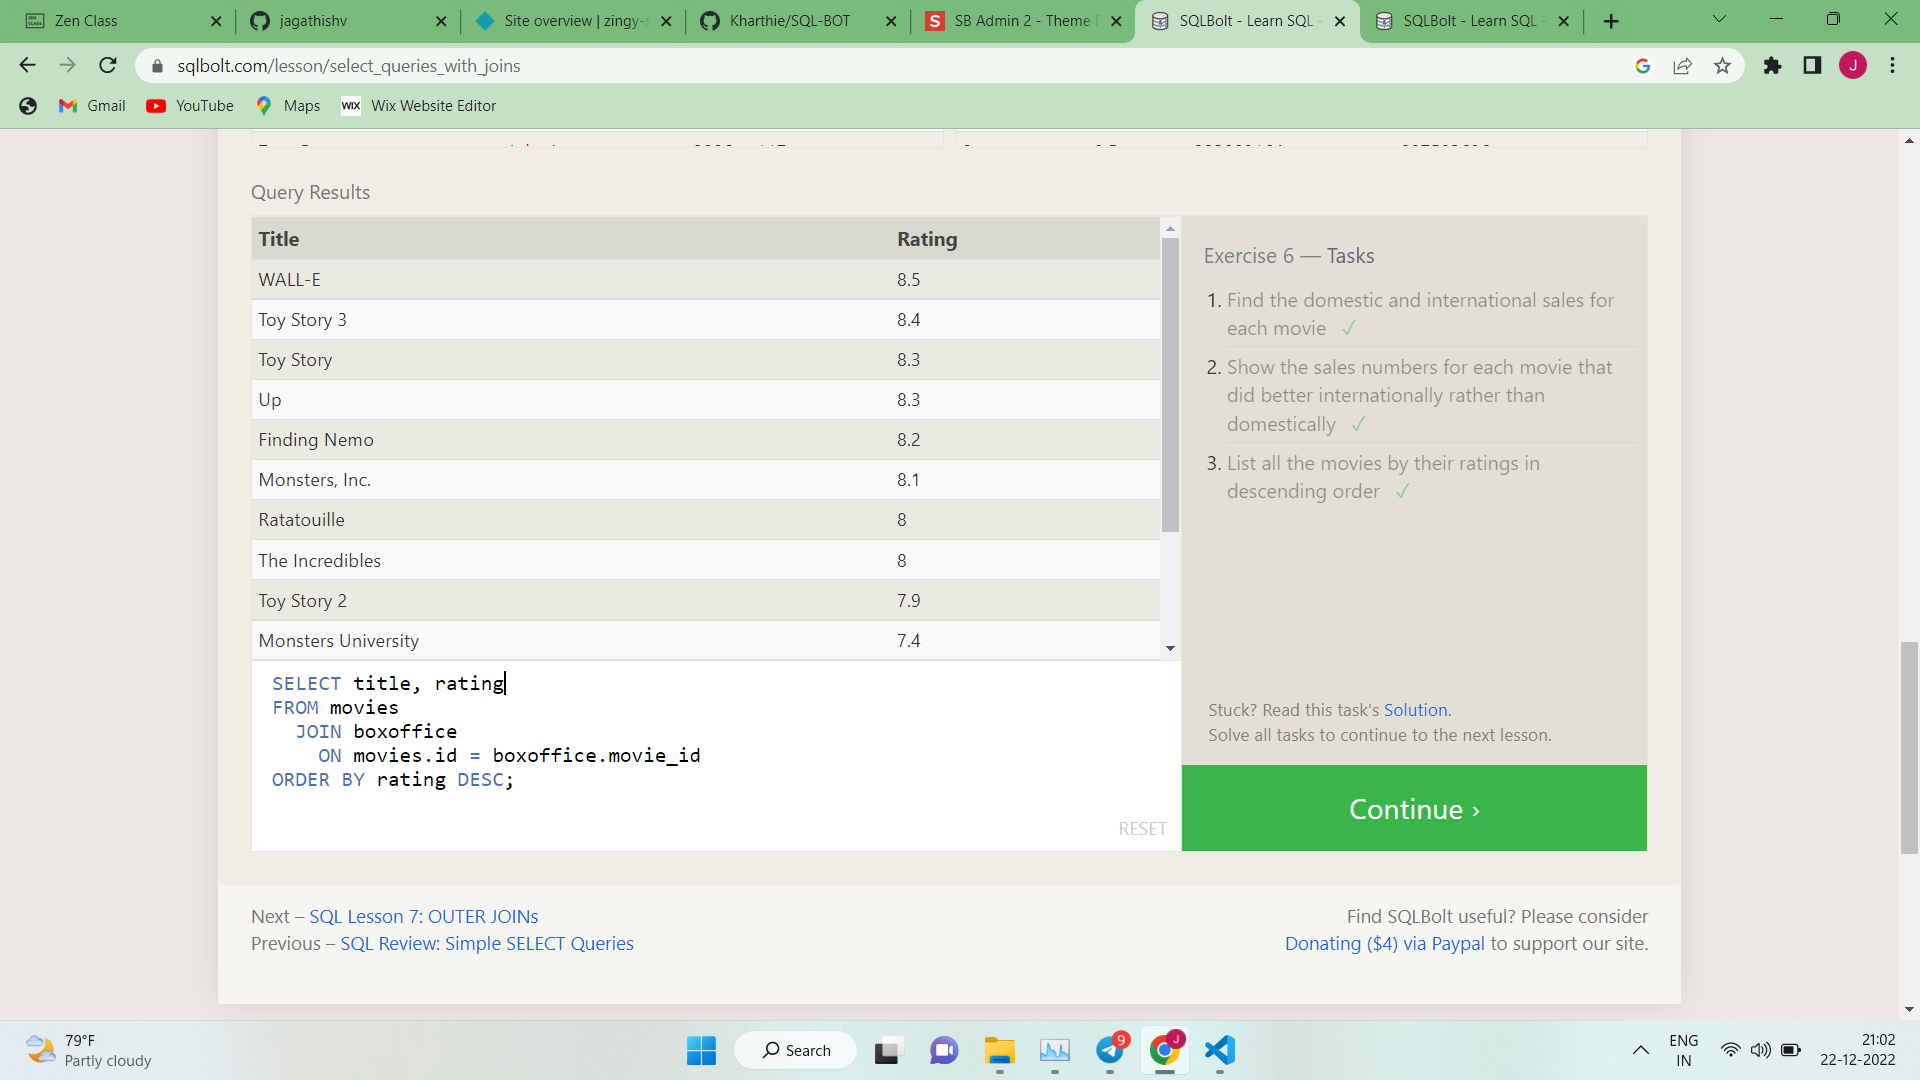 Zen Class
jagathishv
Site overview | zingy-s
Kharthie/SQL-BOT
SB Admin 2 - Theme
SQLBolt - Learn SQL -
SQLBolt - Learn SQL -
sqlbolt.com/lesson/select_queries_with_joins
J
Gmail
YouTube
Maps
WIX Wix Website Editor
Query Results
Title Rating
WALL-E 8.5
Toy Story 3 8.4
Toy Story 8.3
Up 8.3
Finding Nemo 8.2
Monsters, Inc. 8.1
Ratatouille 8
The Incredibles 8
Toy Story 2 7.9
Monsters University 7.4
SELECT title, rating
FROM movies
JOIN boxoffice
ON movies.id = boxoffice.movie_id
ORDER BY rating DESC;
RESET
Exercise 6 — Tasks
1. Find the domestic and international sales for
each movie ✓
2. Show the sales numbers for each movie that
did better internationally rather than
domestically ✓
3. List all the movies by their ratings in
descending order ✓
Stuck? Read this task's Solution.
Solve all tasks to continue to the next lesson.
Continue ›
Next – SQL Lesson 7: OUTER JOINs
Previous – SQL Review: Simple SELECT Queries
Find SQLBolt useful? Please consider
Donating ($4) via Paypal to support our site.
79°F
Partly cloudy
Search
9
J
ENG
IN
21:02
22-12-2022